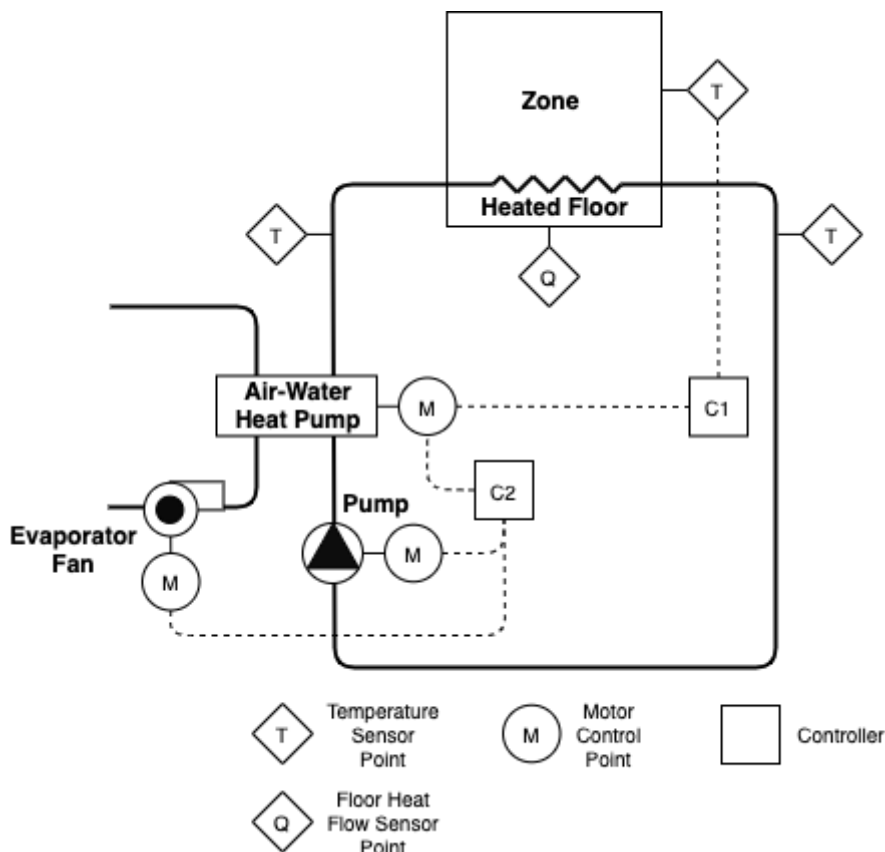 Zone
T
Heated Floor
T
T
Q
Air-Water
Heat Pump
M
C1
C2
Pump
M
Evaporator
Fan
M
T
Temperature
Sensor
Point
M
Motor
Control
Point
Controller
Q
Floor Heat
Flow Sensor
Point